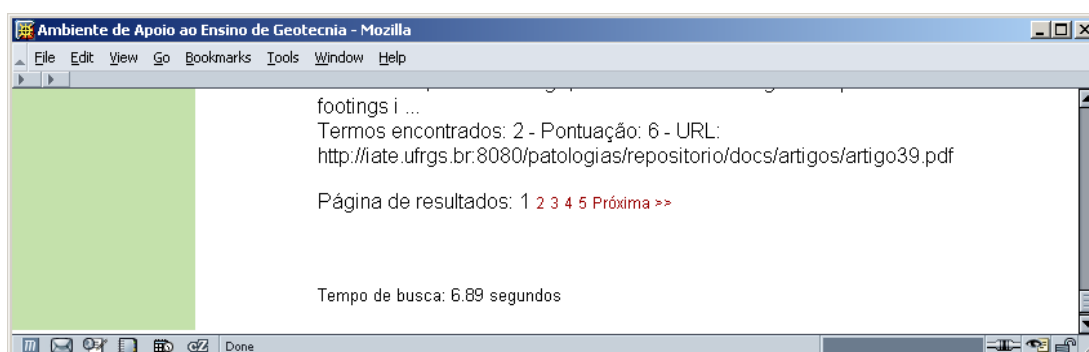 Ambiente de Apoio ao Ensino de Geotecnia - Mozilla
File Edit View Go Bookmarks Tools Window Help
footings i ...
Termos encontrados: 2 - Pontuação: 6 - URL:
http://iate.ufrgs.br:8080/patologias/repositorio/docs/artigos/artigo39.pdf
Página de resultados: 1 2 3 4 5 Próxima >>
Tempo de busca: 6.89 segundos
Done